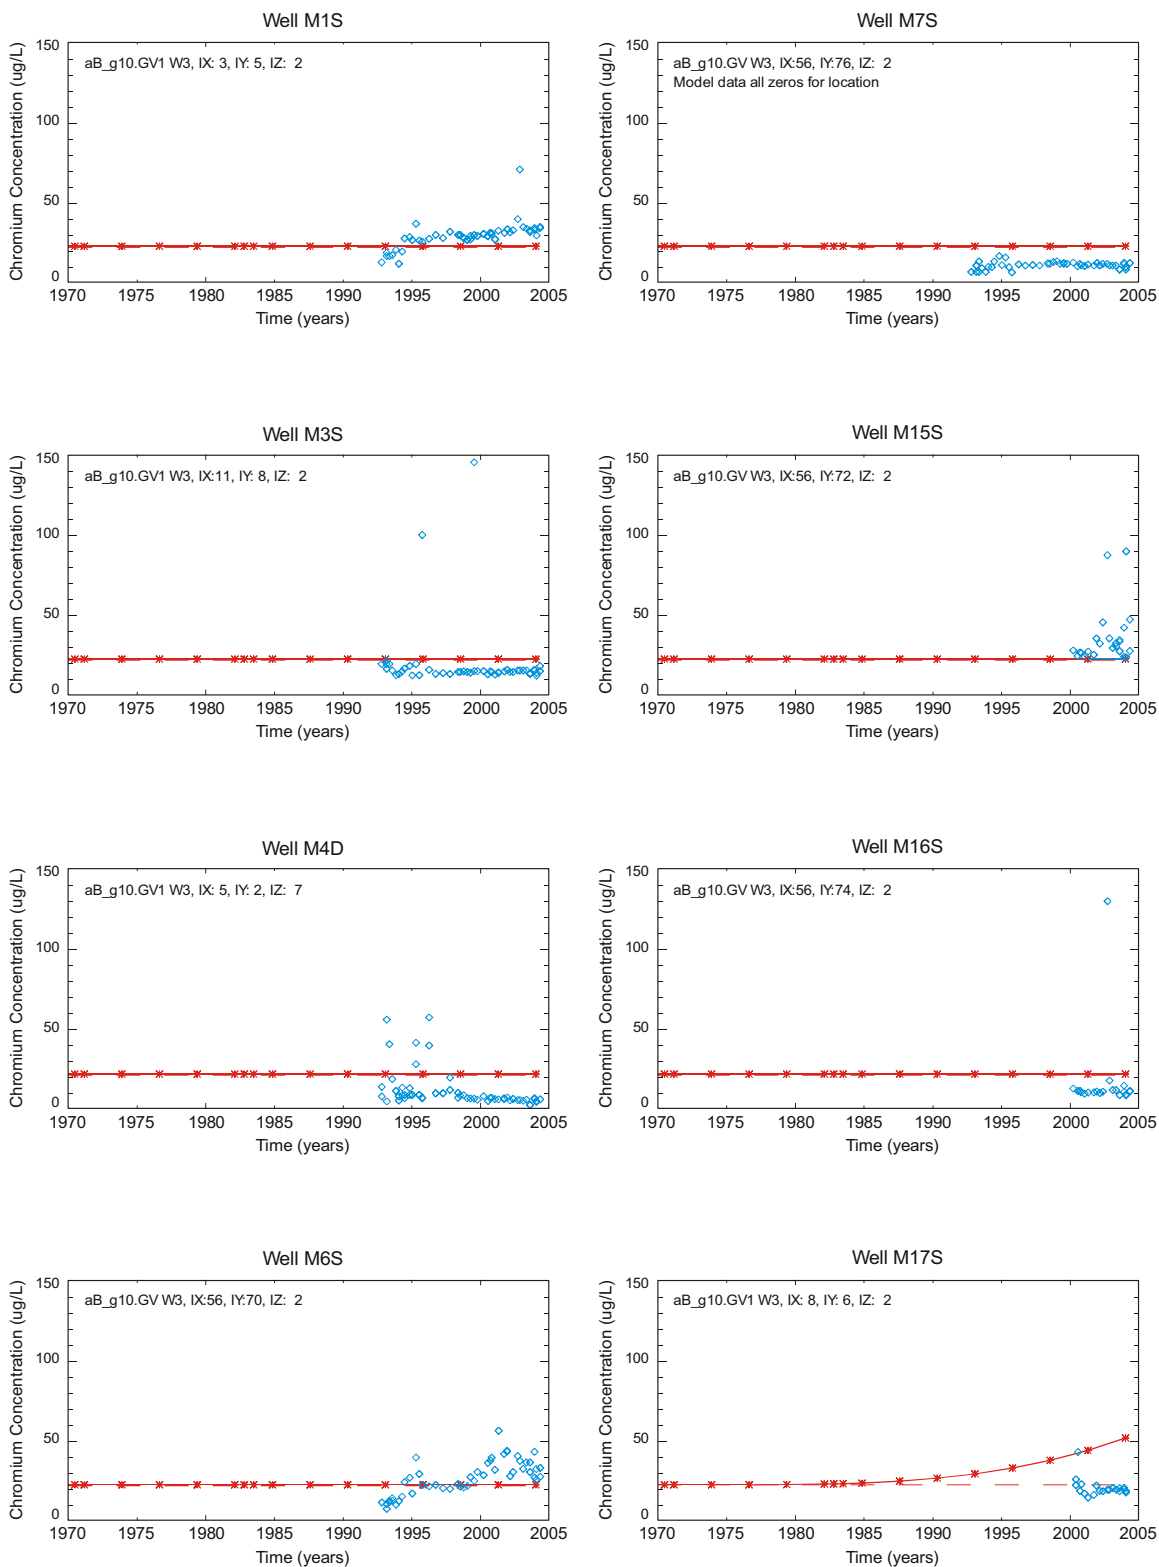 Well M1S
aB_g10.GV1 W3, IX: 3, IY: 5, IZ: 2
Chromium Concentration (ug/L)
150
100
50
0
1970 1975 1980 1985 1990 1995 2000 2005
Time (years)
Well M7S
aB_g10.GV W3, IX:56, IY:76, IZ: 2
Model data all zeros for location
Chromium Concentration (ug/L)
150
100
50
0
1970 1975 1980 1985 1990 1995 2000 2005
Time (years)
Well M3S
aB_g10.GV1 W3, IX:11, IY: 8, IZ: 2
Chromium Concentration (ug/L)
150
100
50
0
1970 1975 1980 1985 1990 1995 2000 2005
Time (years)
Well M15S
aB_g10.GV W3, IX:56, IY:72, IZ: 2
Chromium Concentration (ug/L)
150
100
50
0
1970 1975 1980 1985 1990 1995 2000 2005
Time (years)
Well M4D
aB_g10.GV1 W3, IX: 5, IY: 2, IZ: 7
Chromium Concentration (ug/L)
150
100
50
0
1970 1975 1980 1985 1990 1995 2000 2005
Time (years)
Well M16S
aB_g10.GV W3, IX:56, IY:74, IZ: 2
Chromium Concentration (ug/L)
150
100
50
0
1970 1975 1980 1985 1990 1995 2000 2005
Time (years)
Well M6S
aB_g10.GV W3, IX:56, IY:70, IZ: 2
Chromium Concentration (ug/L)
150
100
50
0
1970 1975 1980 1985 1990 1995 2000 2005
Time (years)
Well M17S
aB_g10.GV1 W3, IX: 8, IY: 6, IZ: 2
Chromium Concentration (ug/L)
150
100
50
0
1970 1975 1980 1985 1990 1995 2000 2005
Time (years)